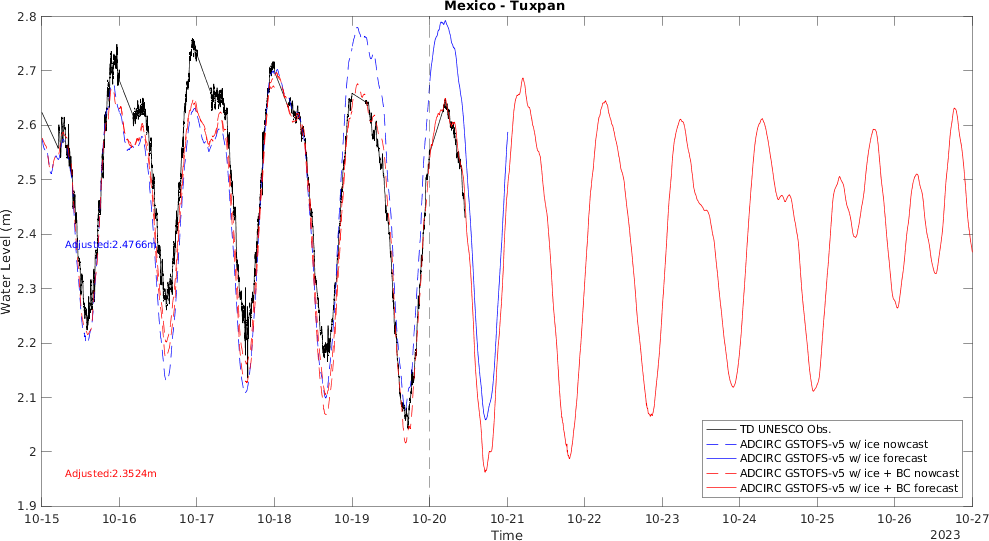 Mexico - Tuxpan
Water Level (m)
2.8
2.7
2.6
2.5
2.4
2.3
2.2
2.1
2
1.9
Adjusted:2.4766m
Adjusted:2.3524m
TD UNESCO Obs.
ADCIRC GSTOFS-v5 w/ ice nowcast
ADCIRC GSTOFS-v5 w/ ice forecast
ADCIRC GSTOFS-v5 w/ ice + BC nowcast
ADCIRC GSTOFS-v5 w/ ice + BC forecast
10-15 10-16 10-17 10-18 10-19 10-20 10-21 10-22 10-23 10-24 10-25 10-26 10-27
Time
2023